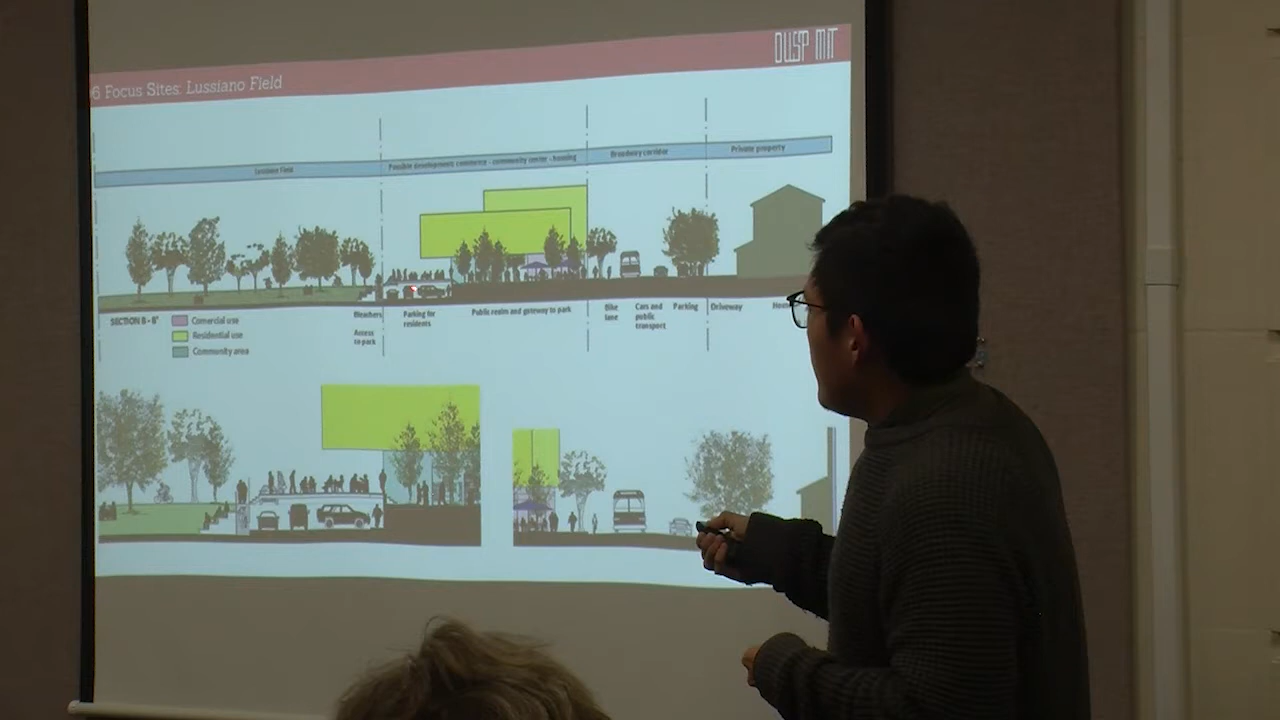 DUSP MIT
6 Focus Sites: Lussiano Field
Lussiano Field
Possible development: commerce - community center - housing
Broadway corridor
Private property
SECTION B - B'
Comercial use
Residential use
Community area
Bleachers
Access
to park
Parking for
residents
Public realm and gateway to park
Bike
lane
Cars and
public
transport
Parking
Driveway